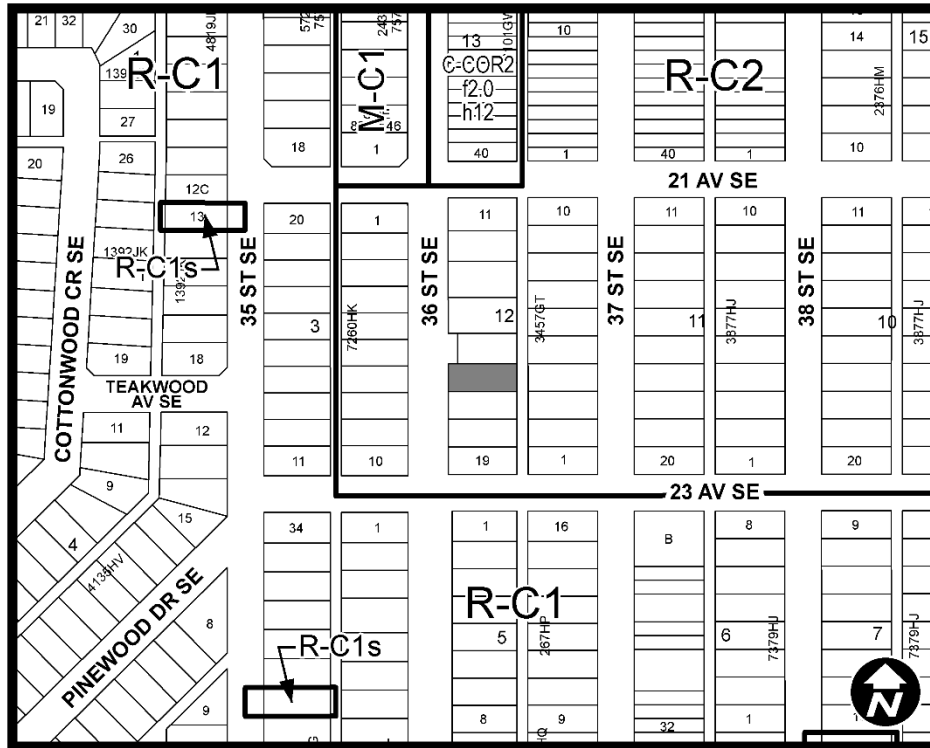 21
32
30
4819JK
R-C1
139
19
27
20
26
12C
13
R-C1s
1392JK
19
18
TEAKWOOD
AV SE
COTTONWOOD CR SE
11
12
9
15
4
4135HV
PINEWOOD DR SE
8
9
18
M-C1
8
46
1
13
C-COR2
f2.0
h12
40
10
1
R-C2
40
1
14
15
2376HM
10
21 AV SE
35 ST SE
20
3
11
1
7260HK
10
36 ST SE
11
12
19
10
3457GT
1
37 ST SE
11
11
20
10
3877HJ
1
38 ST SE
11
10
20
3877HJ
23 AV SE
34
1
1
16
R-C1
5
267HP
8
9
R-C1s
B
6
32
8
7379HJ
1
9
7
7379HJ
N